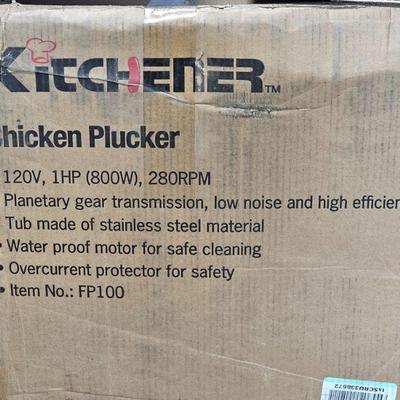 KITCHENER™
Chicken Plucker
120V, 1HP (800W), 280RPM
Planetary gear transmission, low noise and high efficien
Tub made of stainless steel material
• Water proof motor for safe cleaning
• Overcurrent protector for safety
• Item No.: FP100